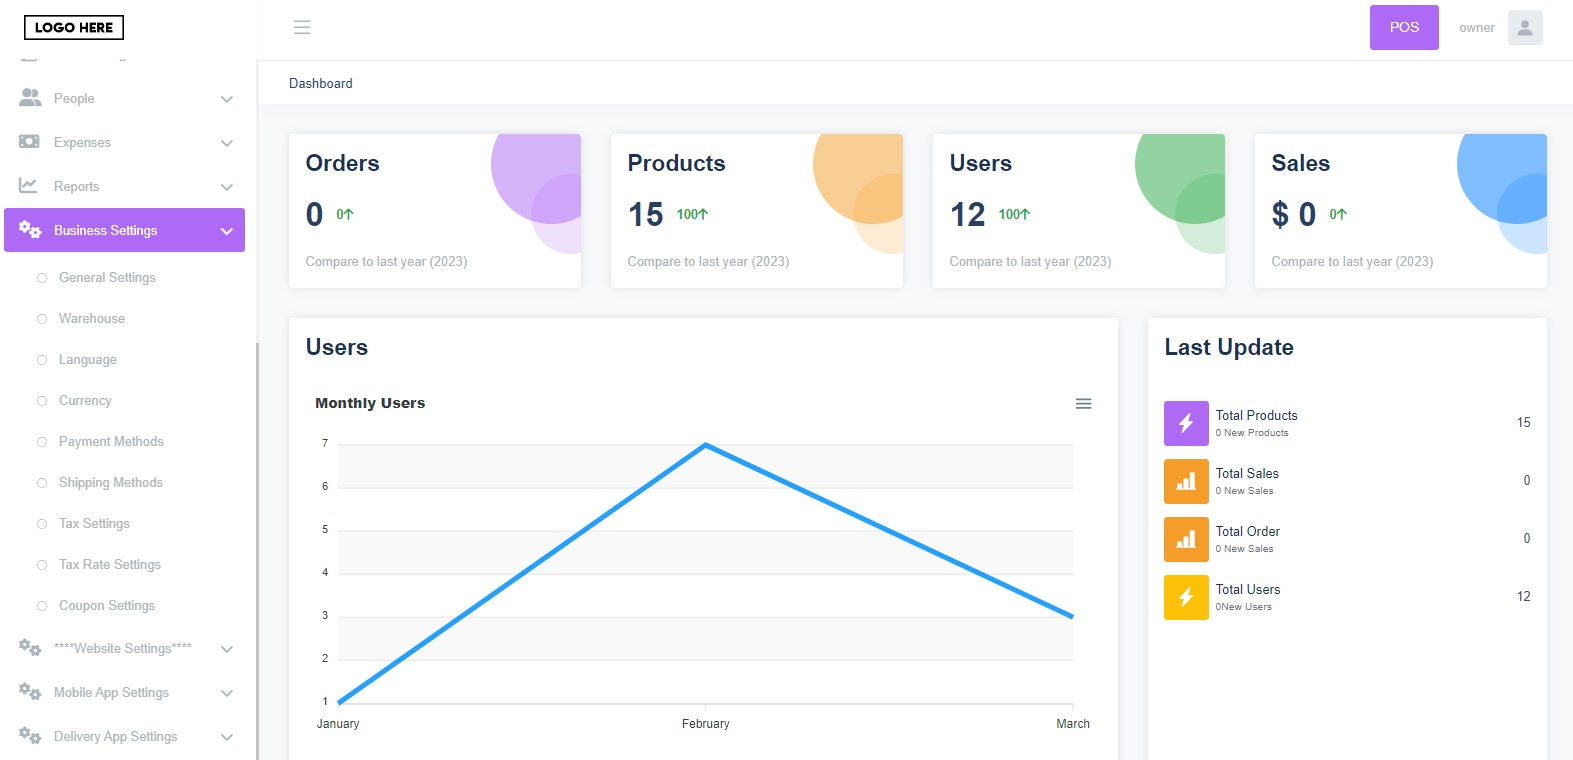 LOGO HERE
POS
owner
People
Expenses
Reports
Business Settings
General Settings
Warehouse
Language
Currency
Payment Methods
Shipping Methods
Tax Settings
Tax Rate Settings
Coupon Settings
****Website Settings****
Mobile App Settings
Delivery App Settings
Dashboard
Orders
0 0↑
Compare to last year (2023)
Products
15 100↑
Compare to last year (2023)
Users
12 100↑
Compare to last year (2023)
Sales
$ 0 0↑
Compare to last year (2023)
Users
Monthly Users
7
6
5
4
3
2
1
January February March
Last Update
Total Products 15
0 New Products
Total Sales 0
0 New Sales
Total Order 0
0 New Sales
Total Users 12
0New Users